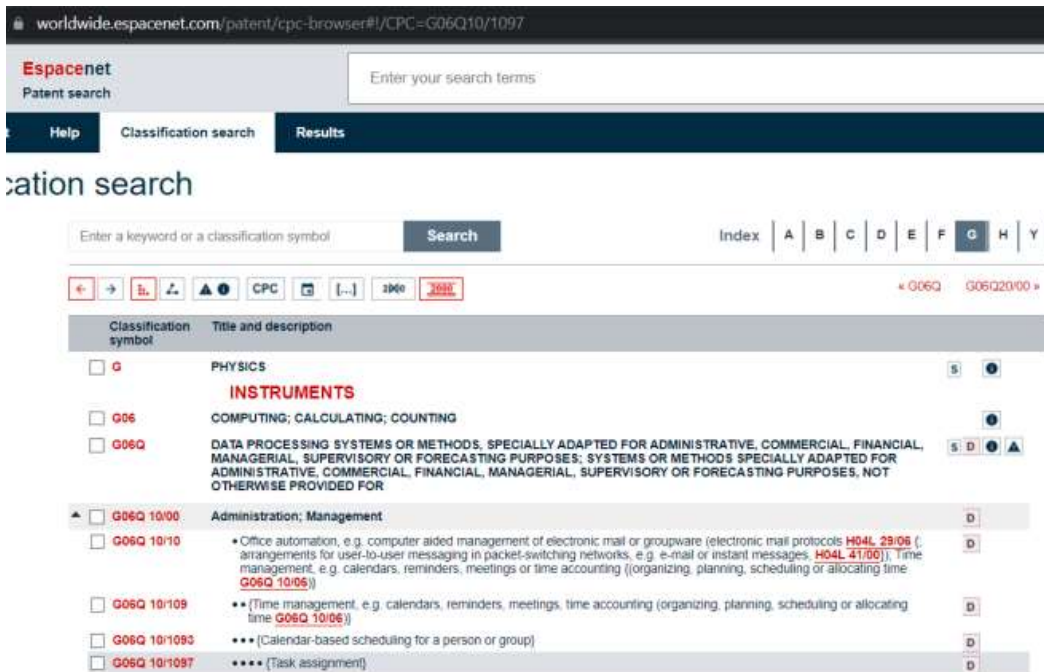 worldwide.espacenet.com/patent/cpc-browser#!/CPC=G06Q10/1097
Espacenet
Patent search
Enter your search terms
t Help Classification search Results
cation search
Enter a keyword or a classification symbol Search Index A B C D E F G H Y
CPC [...] 2000 2000 « G06Q G06Q20/00 »
Classification symbol Title and description
G PHYSICS S
INSTRUMENTS
G06 COMPUTING; CALCULATING; COUNTING
G06Q DATA PROCESSING SYSTEMS OR METHODS, SPECIALLY ADAPTED FOR ADMINISTRATIVE, COMMERCIAL, FINANCIAL, S D
MANAGERIAL, SUPERVISORY OR FORECASTING PURPOSES; SYSTEMS OR METHODS SPECIALLY ADAPTED FOR
ADMINISTRATIVE, COMMERCIAL, FINANCIAL, MANAGERIAL, SUPERVISORY OR FORECASTING PURPOSES, NOT
OTHERWISE PROVIDED FOR
G06Q 10/00 Administration; Management D
G06Q 10/10 • Office automation, e.g. computer aided management of electronic mail or groupware (electronic mail protocols H04L 29/06 {; D
arrangements for user-to-user messaging in packet-switching networks, e.g. e-mail or instant messages, H04L 41/00}); Time
management, e.g. calendars, reminders, meetings or time accounting {(organizing, planning, scheduling or allocating time
G06Q 10/06)}
G06Q 10/109 •• {Time management, e.g. calendars, reminders, meetings, time accounting (organizing, planning, scheduling or allocating D
time G06Q 10/06)}
G06Q 10/1093 ••• {Calendar-based scheduling for a person or group} D
G06Q 10/1097 •••• {Task assignment} D